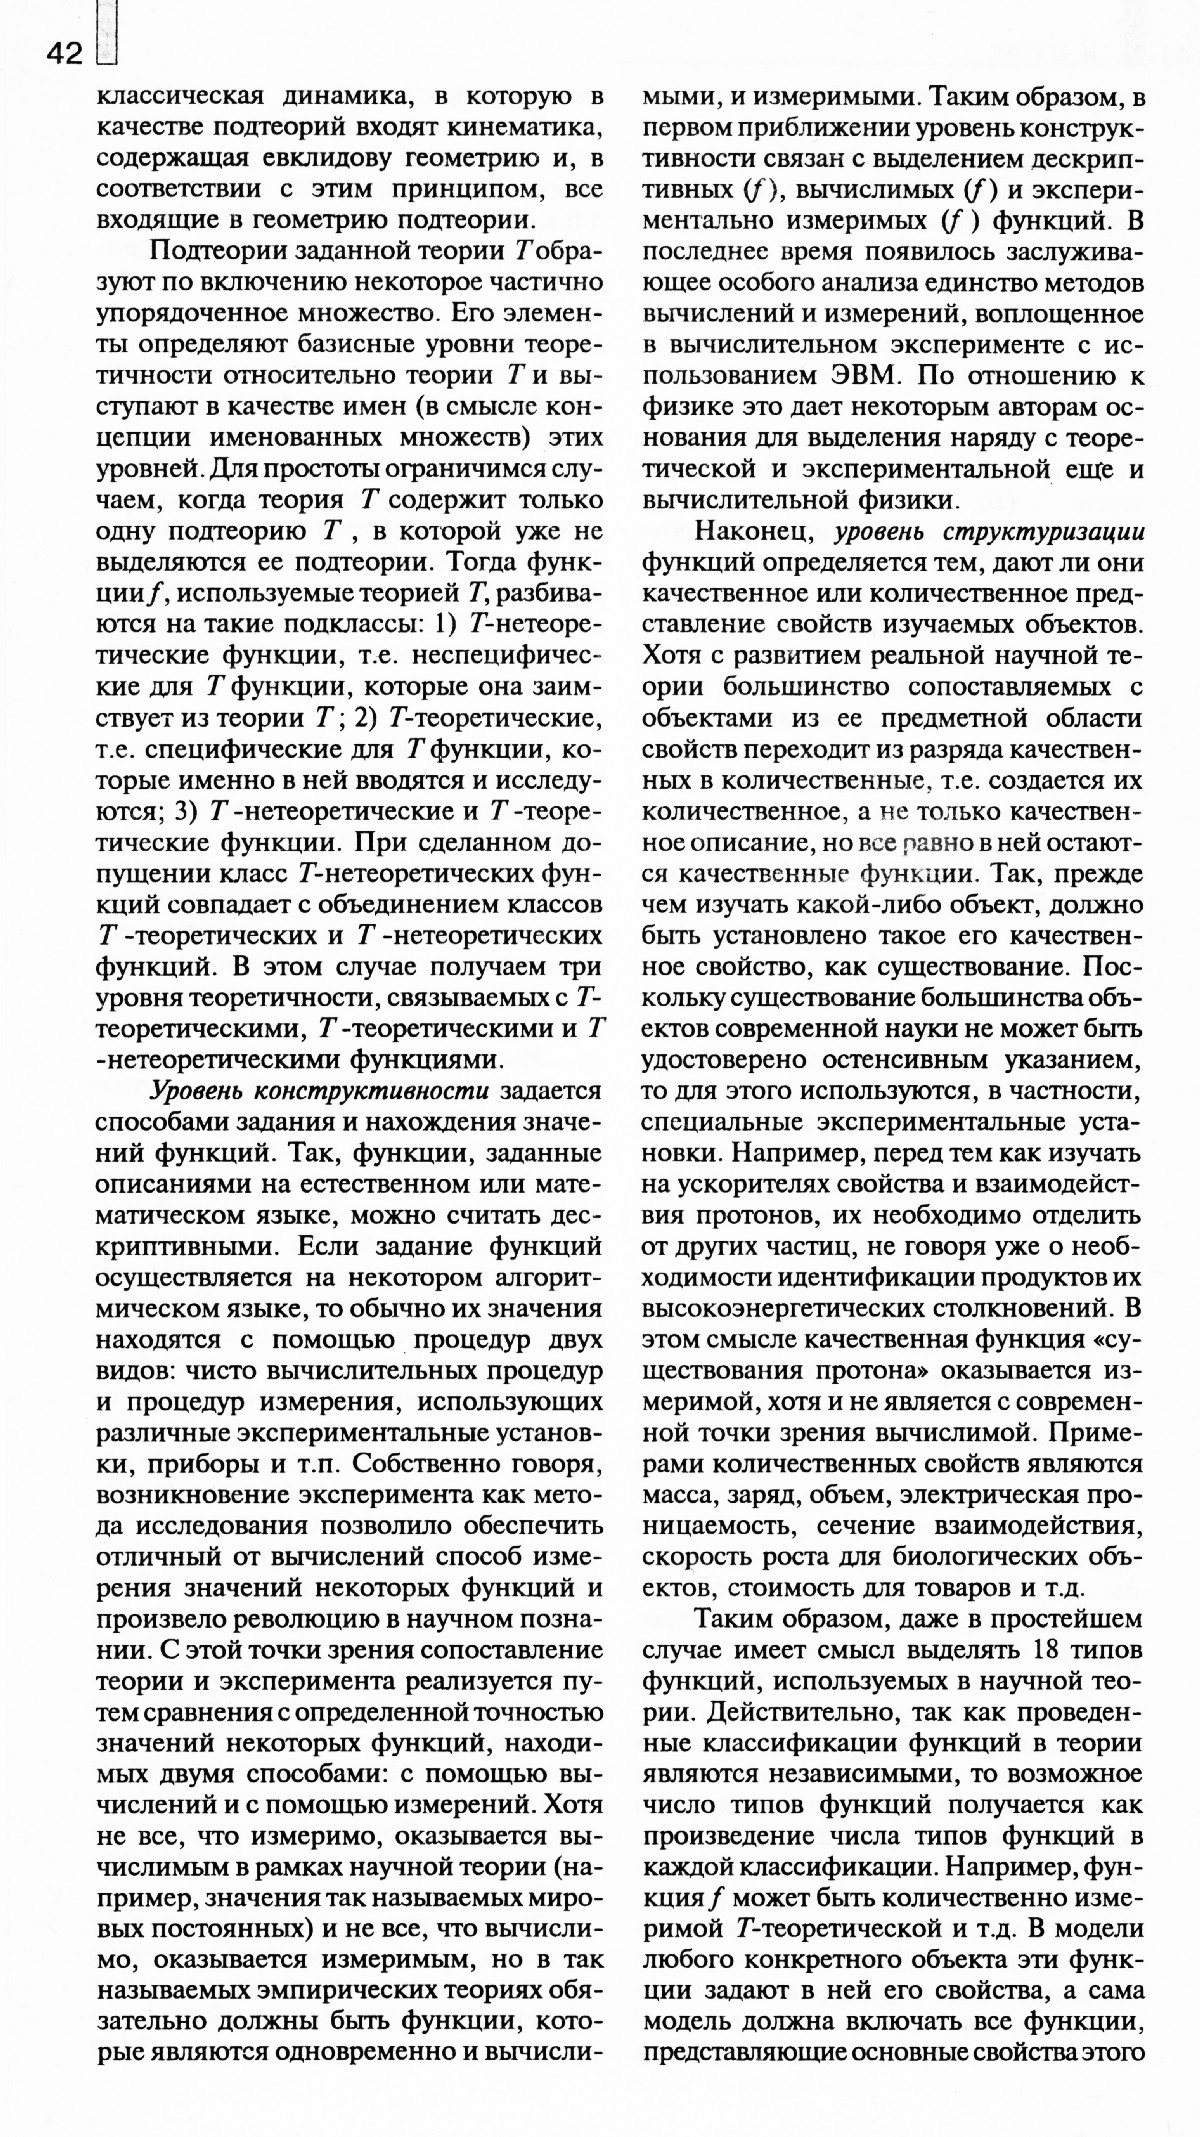 42
классическая динамика, в которую в
качестве подтеорий входят кинематика,
содержащая евклидову геометрию и, в
соответствии с этим принципом, все
входящие в геометрию подтеории.
Подтеории заданной теории T обра-
зуют по включению некоторое частично
упорядоченное множество. Его элемен-
ты определяют базисные уровни теоре-
тичности относительно теории T и вы-
ступают в качестве имен (в смысле кон-
цепции именованных множеств) этих
уровней. Для простоты ограничимся слу-
чаем, когда теория T содержит только
одну подтеорию T , в которой уже не
выделяются ее подтеории. Тогда функ-
ции f, используемые теорией T, разбива-
ются на такие подклассы: 1) T-нетеоре-
тические функции, т.е. неспецифичес-
кие для T функции, которые она заим-
ствует из теории T ; 2) T-теоретические,
т.е. специфические для T функции, ко-
торые именно в ней вводятся и исследу-
ются; 3) T -нетеоретические и T -теоре-
тические функции. При сделанном до-
пущении класс T-нетеоретических фун-
кций совпадает с объединением классов
T -теоретических и T -нетеоретических
функций. В этом случае получаем три
уровня теоретичности, связываемых с T-
теоретическими, T -теоретическими и T
-нетеоретическими функциями.
Уровень конструктивности задается
способами задания и нахождения значе-
ний функций. Так, функции, заданные
описаниями на естественном или мате-
матическом языке, можно считать дес-
криптивными. Если задание функций
осуществляется на некотором алгорит-
мическом языке, то обычно их значения
находятся с помощью процедур двух
видов: чисто вычислительных процедур
и процедур измерения, использующих
различные экспериментальные установ-
ки, приборы и т.п. Собственно говоря,
возникновение эксперимента как мето-
да исследования позволило обеспечить
отличный от вычислений способ изме-
рения значений некоторых функций и
произвело революцию в научном позна-
нии. С этой точки зрения сопоставление
теории и эксперимента реализуется пу-
тем сравнения с определенной точностью
значений некоторых функций, находи-
мых двумя способами: с помощью вы-
числений и с помощью измерений. Хотя
не все, что измеримо, оказывается вы-
числимым в рамках научной теории (на-
пример, значения так называемых миро-
вых постоянных) и не все, что вычисли-
мо, оказывается измеримым, но в так
называемых эмпирических теориях обя-
зательно должны быть функции, кото-
рые являются одновременно и вычисли-
мыми, и измеримыми. Таким образом, в
первом приближении уровень конструк-
тивности связан с выделением дескрип-
тивных (f ), вычислимых (f ) и экспери-
ментально измеримых (f ) функций. В
последнее время появилось заслужива-
ющее особого анализа единство методов
вычислений и измерений, воплощенное
в вычислительном эксперименте с ис-
пользованием ЭВМ. По отношению к
физике это дает некоторым авторам ос-
нования для выделения наряду с теоре-
тической и экспериментальной еще и
вычислительной физики.
Наконец, уровень структуризации
функций определяется тем, дают ли они
качественное или количественное пред-
ставление свойств изучаемых объектов.
Хотя с развитием реальной научной те-
ории большинство сопоставляемых с
объектами из ее предметной области
свойств переходит из разряда качествен-
ных в количественные, т.е. создается их
количественное, а не только качествен-
ное описание, но все равно в ней остают-
ся качественные функции. Так, прежде
чем изучать какой-либо объект, должно
быть установлено такое его качествен-
ное свойство, как существование. Пос-
кольку существование большинства объ-
ектов современной науки не может быть
удостоверено остенсивным указанием,
то для этого используются, в частности,
специальные экспериментальные уста-
новки. Например, перед тем как изучать
на ускорителях свойства и взаимодейст-
вия протонов, их необходимо отделить
от других частиц, не говоря уже о необ-
ходимости идентификации продуктов их
высокоэнергетических столкновений. В
этом смысле качественная функция «су-
ществования протона» оказывается из-
меримой, хотя и не является с современ-
ной точки зрения вычислимой. Приме-
рами количественных свойств являются
масса, заряд, объем, электрическая про-
ницаемость, сечение взаимодействия,
скорость роста для биологических объ-
ектов, стоимость для товаров и т.д.
Таким образом, даже в простейшем
случае имеет смысл выделять 18 типов
функций, используемых в научной тео-
рии. Действительно, так как проведен-
ные классификации функций в теории
являются независимыми, то возможное
число типов функций получается как
произведение числа типов функций в
каждой классификации. Например, фун-
кция f может быть количественно изме-
римой T-теоретической и т.д. В модели
любого конкретного объекта эти функ-
ции задают в ней его свойства, а сама
модель должна включать все функции,
представляющие основные свойства этого